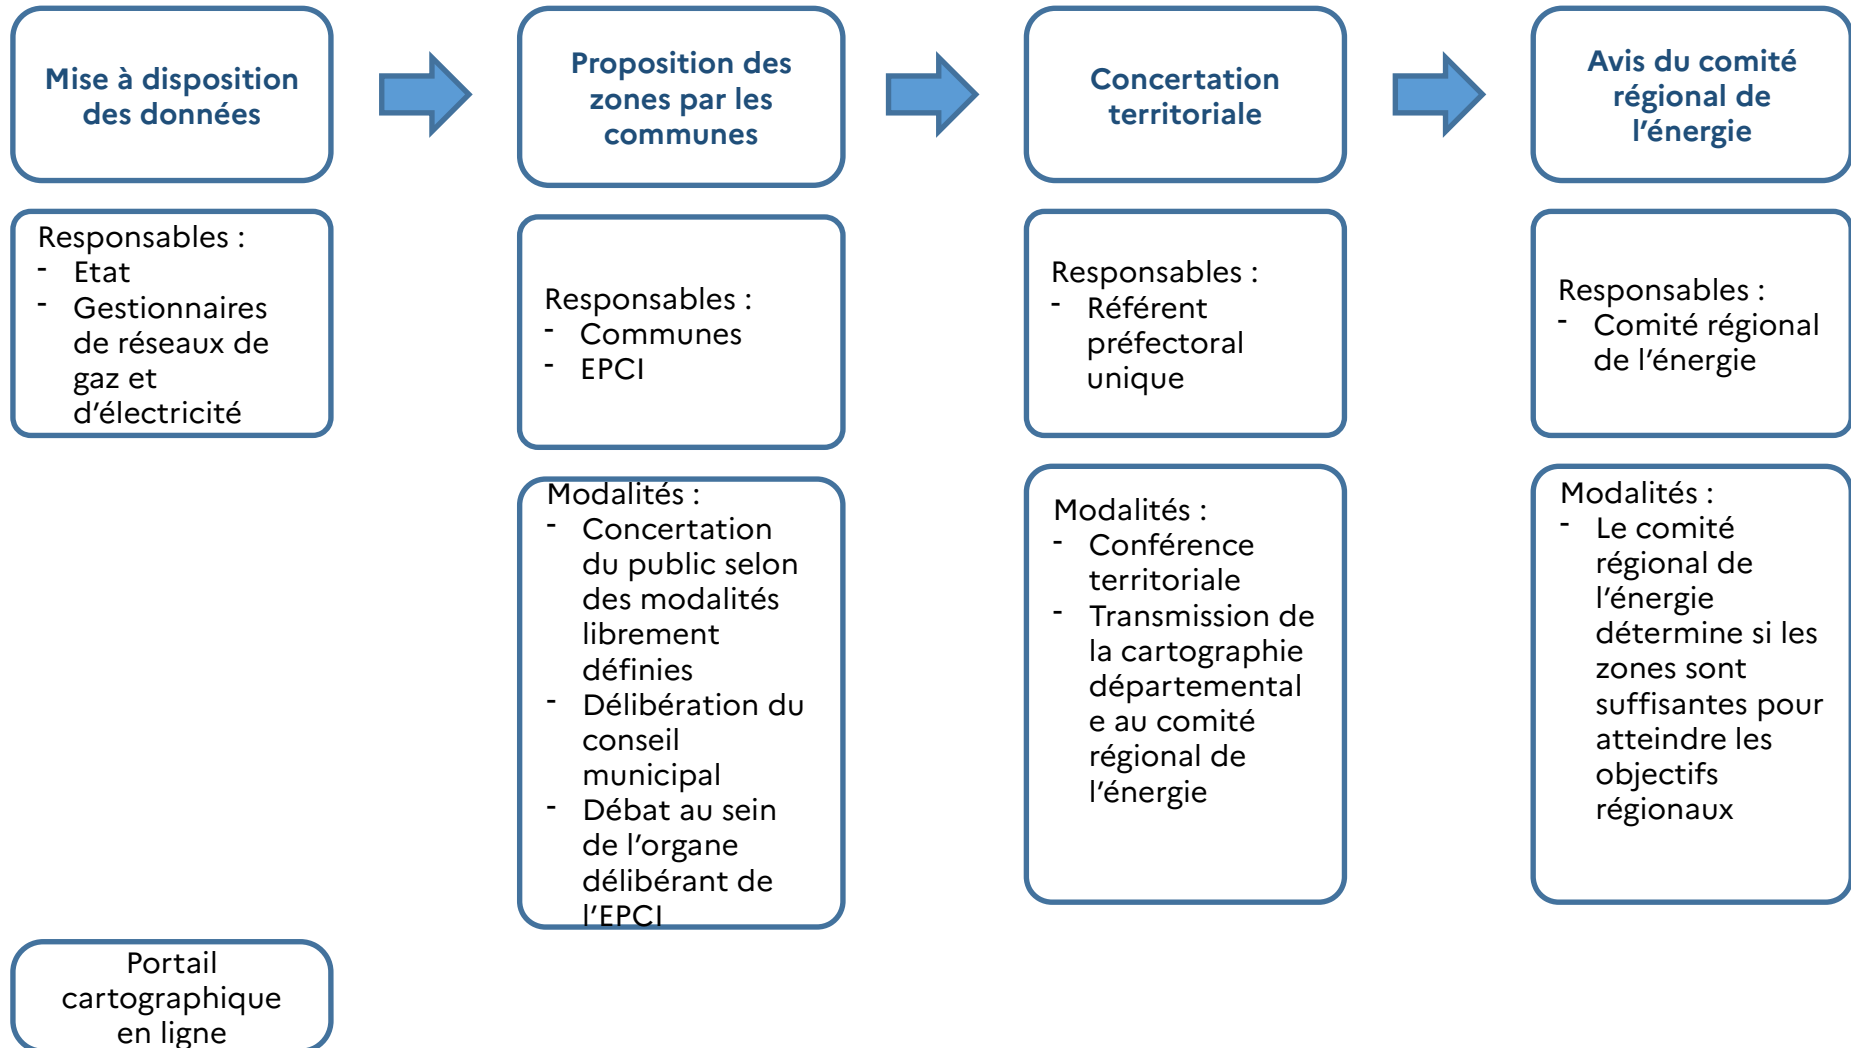 Mise à disposition
des données
Proposition des
zones par les
communes
Concertation
territoriale
Avis du comité
régional de
l'énergie
Responsables :
- Etat
- Gestionnaires
de réseaux de
gaz et
d'électricité
Responsables :
- Communes
- EPCI
Responsables :
- Référent
préfectoral
unique
Responsables :
- Comité régional
de l'énergie
Modalités :
- Concertation
du public selon
des modalités
librement
définies
- Délibération du
conseil
municipal
- Débat au sein
de l'organe
délibérant de
l'EPCI
Modalités :
- Conférence
territoriale
- Transmission de
la cartographie
départemental
e au comité
régional de
l'énergie
Modalités :
- Le comité
régional de
l'énergie
détermine si les
zones sont
suffisantes pour
atteindre les
objectifs
régionaux
Portail
cartographique
en ligne